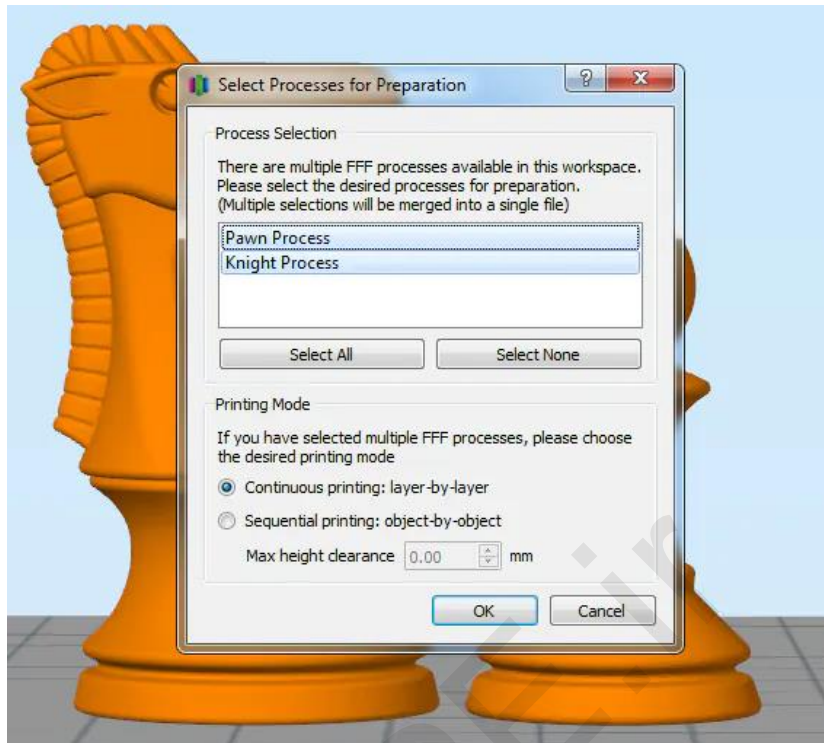 Select Processes for Preparation
Process Selection
There are multiple FFF processes available in this workspace.
Please select the desired processes for preparation.
(Multiple selections will be merged into a single file)
Pawn Process
Knight Process
Select All
Select None
Printing Mode
If you have selected multiple FFF processes, please choose
the desired printing mode
Continuous printing: layer-by-layer
Sequential printing: object-by-object
Max height clearance 0.00 mm
OK
Cancel